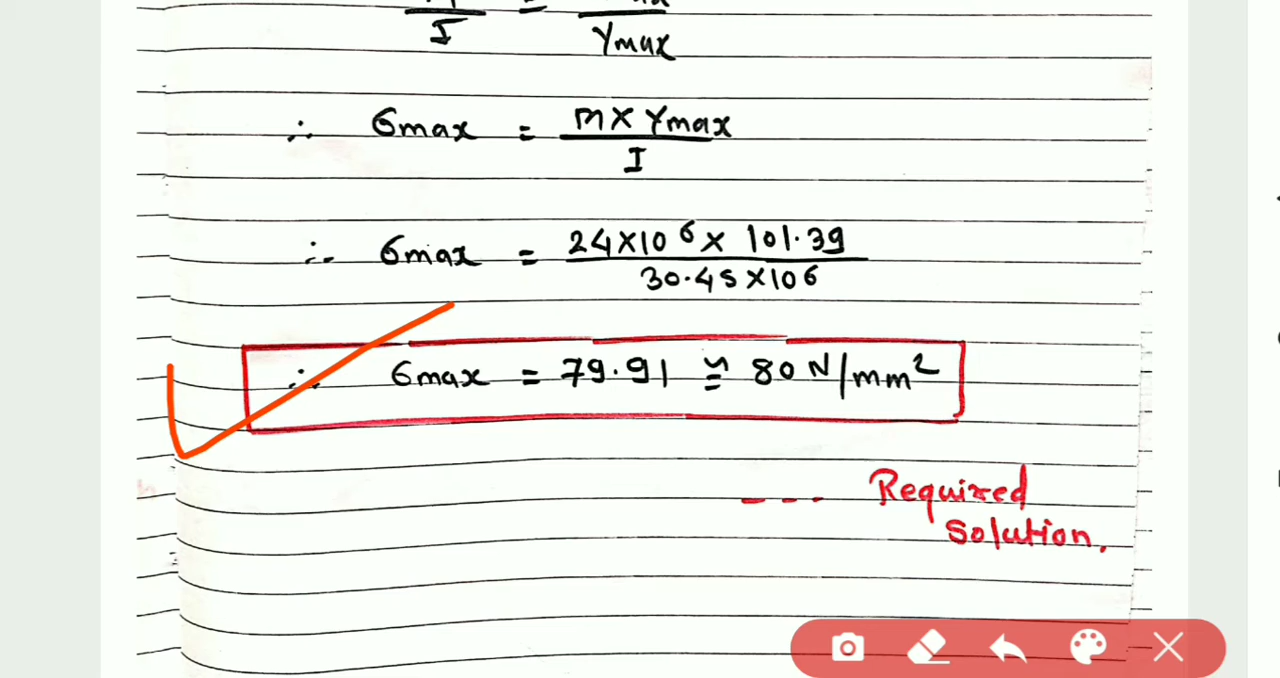 I = Ymax
∴ σmax = M × Ymax / I
∴ σmax = 24×10⁶ × 101.39 / 30.45×10⁶
∴ σmax = 79.91 ≅ 80 N/mm²
--- Required
solution.